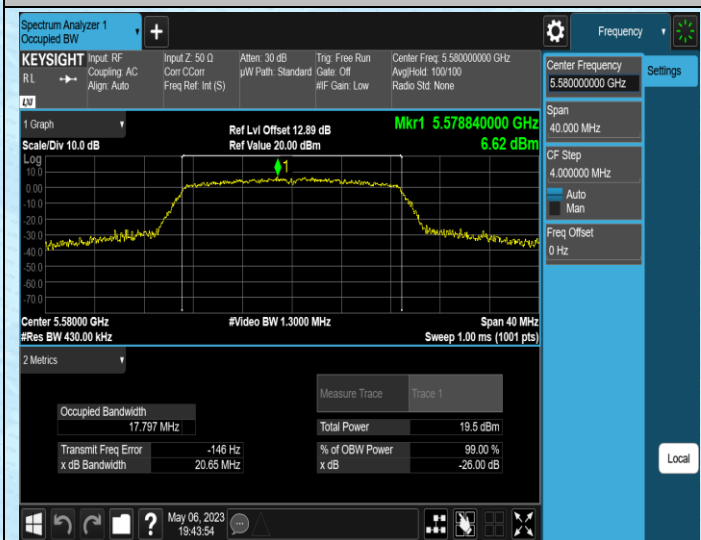 Spectrum Analyzer 1
Occupied BW
+
Frequency
KEYSIGHT
RL
LXI
Input: RF
Coupling: AC
Align: Auto
Input Z: 50 Ω
Corr CCorr
Freq Ref: Int (S)
Atten: 30 dB
µW Path: Standard
Trig: Free Run
Gate: Off
#IF Gain: Low
Center Freq: 5.580000000 GHz
Avg|Hold: 100/100
Radio Std: None
Center Frequency
5.580000000 GHz
Settings
Span
40.000 MHz
CF Step
4.000000 MHz
Auto
Man
Freq Offset
0 Hz
Local
1 Graph
Scale/Div 10.0 dB
Ref Lvl Offset 12.89 dB
Ref Value 20.00 dBm
Mkr1 5.578840000 GHz
6.62 dBm
Log
10.0
0.00
-10.0
-20.0
-30.0
-40.0
-50.0
-60.0
-70.0
1
Center 5.58000 GHz
#Res BW 430.00 kHz
#Video BW 1.3000 MHz
Span 40 MHz
Sweep 1.00 ms (1001 pts)
2 Metrics
Measure Trace Trace 1
Occupied Bandwidth
17.797 MHz
Total Power 19.5 dBm
Transmit Freq Error -146 Hz
x dB Bandwidth 20.65 MHz
% of OBW Power 99.00 %
x dB -26.00 dB
?
May 06, 2023
19:43:54